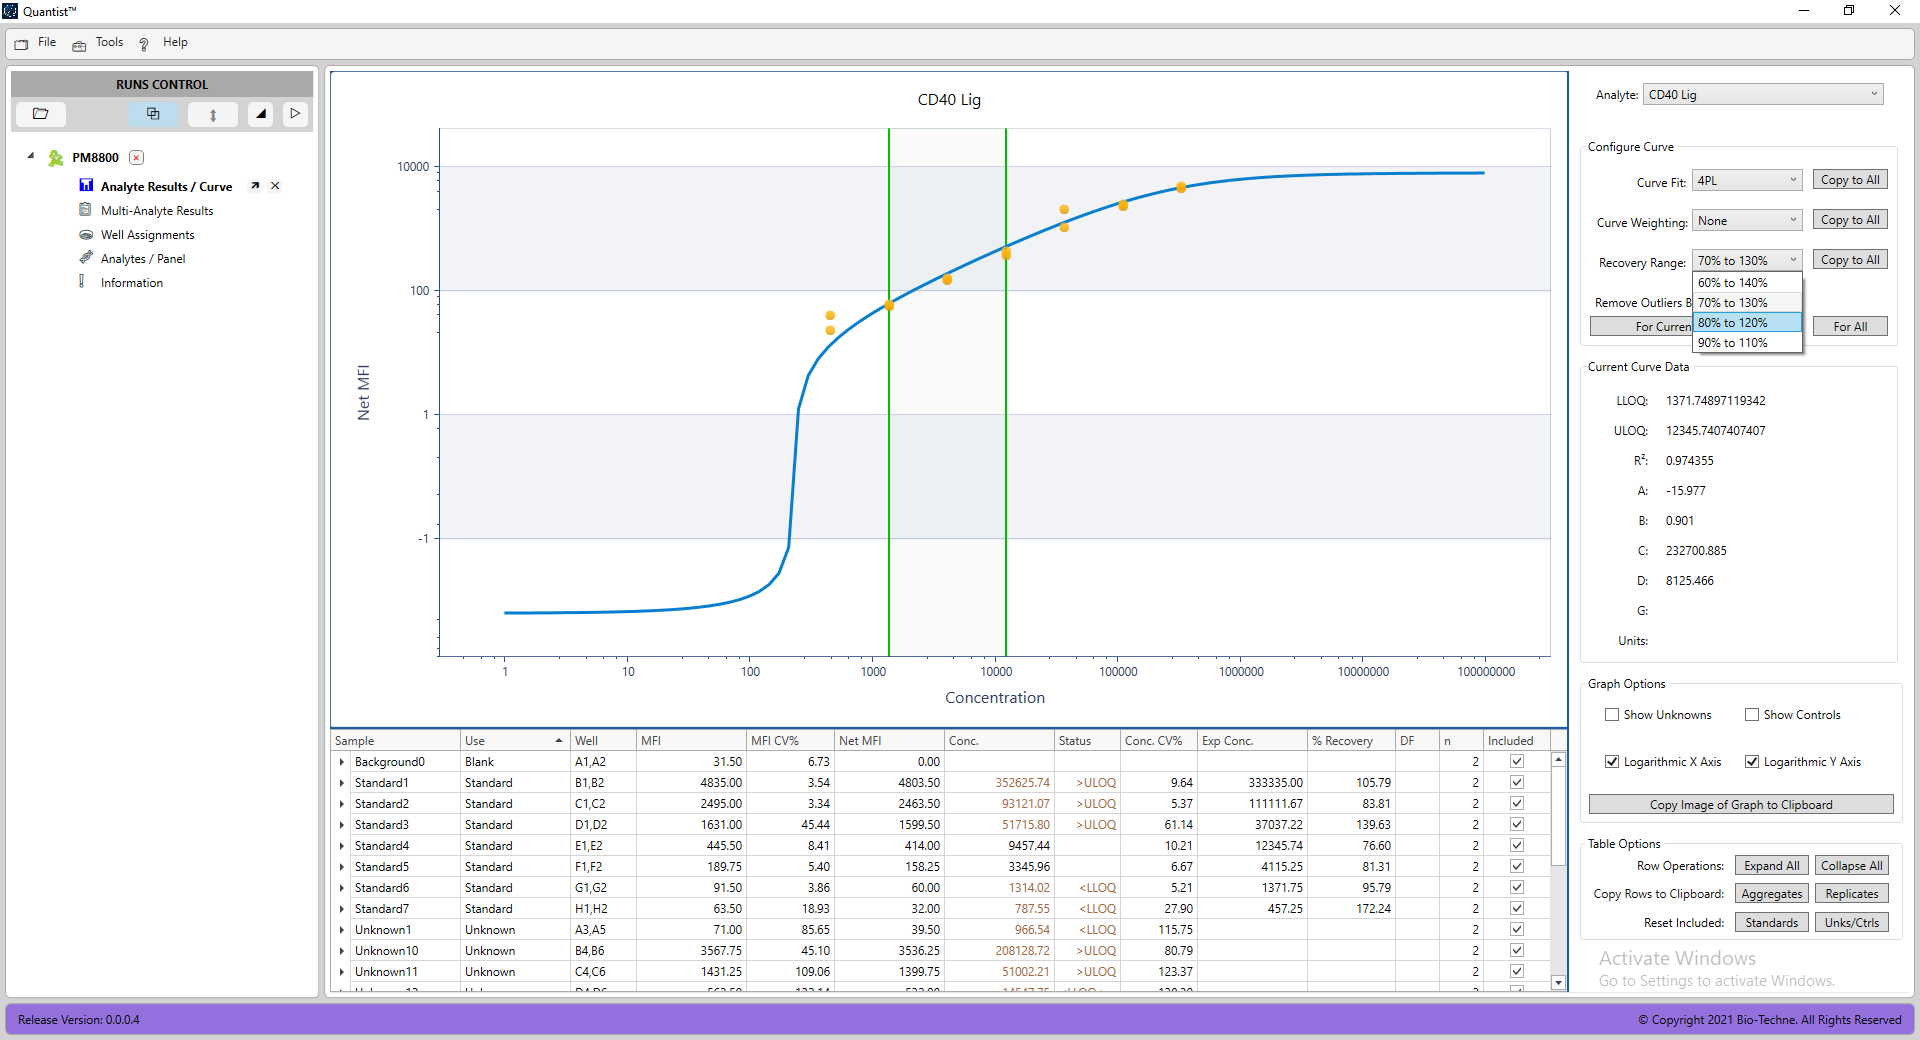 Quantist™
File Tools ? Help
RUNS CONTROL
PM8800
Analyte Results / Curve
Multi-Analyte Results
Well Assignments
Analytes / Panel
Information
CD40 Lig
10000
100
1
-1
Net MFI
1 10 100 1000 10000 100000 1000000 10000000 100000000
Concentration
Sample Use Well MFI MFI CV% Net MFI Conc. Status Conc. CV% Exp Conc. % Recovery DF n Included
Background0 Blank A1,A2 31.50 6.73 0.00 2
Standard1 Standard B1,B2 4835.00 3.54 4803.50 352625.74 >ULOQ 9.64 333335.00 105.79 2
Standard2 Standard C1,C2 2495.00 3.34 2463.50 93121.07 >ULOQ 5.37 111111.67 83.81 2
Standard3 Standard D1,D2 1631.00 45.44 1599.50 51715.80 >ULOQ 61.14 37037.22 139.63 2
Standard4 Standard E1,E2 445.50 8.41 414.00 9457.44 10.21 12345.74 76.60 2
Standard5 Standard F1,F2 189.75 5.40 158.25 3345.96 6.67 4115.25 81.31 2
Standard6 Standard G1,G2 91.50 3.86 60.00 1314.02 <LLOQ 5.21 1371.75 95.79 2
Standard7 Standard H1,H2 63.50 18.93 32.00 787.55 <LLOQ 27.90 457.25 172.24 2
Unknown1 Unknown A3,A5 71.00 85.65 39.50 966.54 <LLOQ 115.75 2
Unknown10 Unknown B4,B6 3567.75 45.10 3536.25 208128.72 >ULOQ 80.79 2
Unknown11 Unknown C4,C6 1431.25 109.06 1399.75 51002.21 >ULOQ 123.37 2
Analyte: CD40 Lig
Configure Curve
Curve Fit: 4PL Copy to All
Curve Weighting: None Copy to All
Recovery Range: 70% to 130% Copy to All
60% to 140%
Remove Outliers B 70% to 130%
For Curren 80% to 120% For All
90% to 110%
Current Curve Data
LLOQ: 1371.74897119342
ULOQ: 12345.7407407407
R²: 0.974355
A: -15.977
B: 0.901
C: 232700.885
D: 8125.466
G:
Units:
Graph Options
Show Unknowns Show Controls
Logarithmic X Axis Logarithmic Y Axis
Copy Image of Graph to Clipboard
Table Options
Row Operations: Expand All Collapse All
Copy Rows to Clipboard: Aggregates Replicates
Reset Included: Standards Unks/Ctrls
Activate Windows
Go to Settings to activate Windows.
Release Version: 0.0.0.4
© Copyright 2021 Bio-Techne. All Rights Reserved